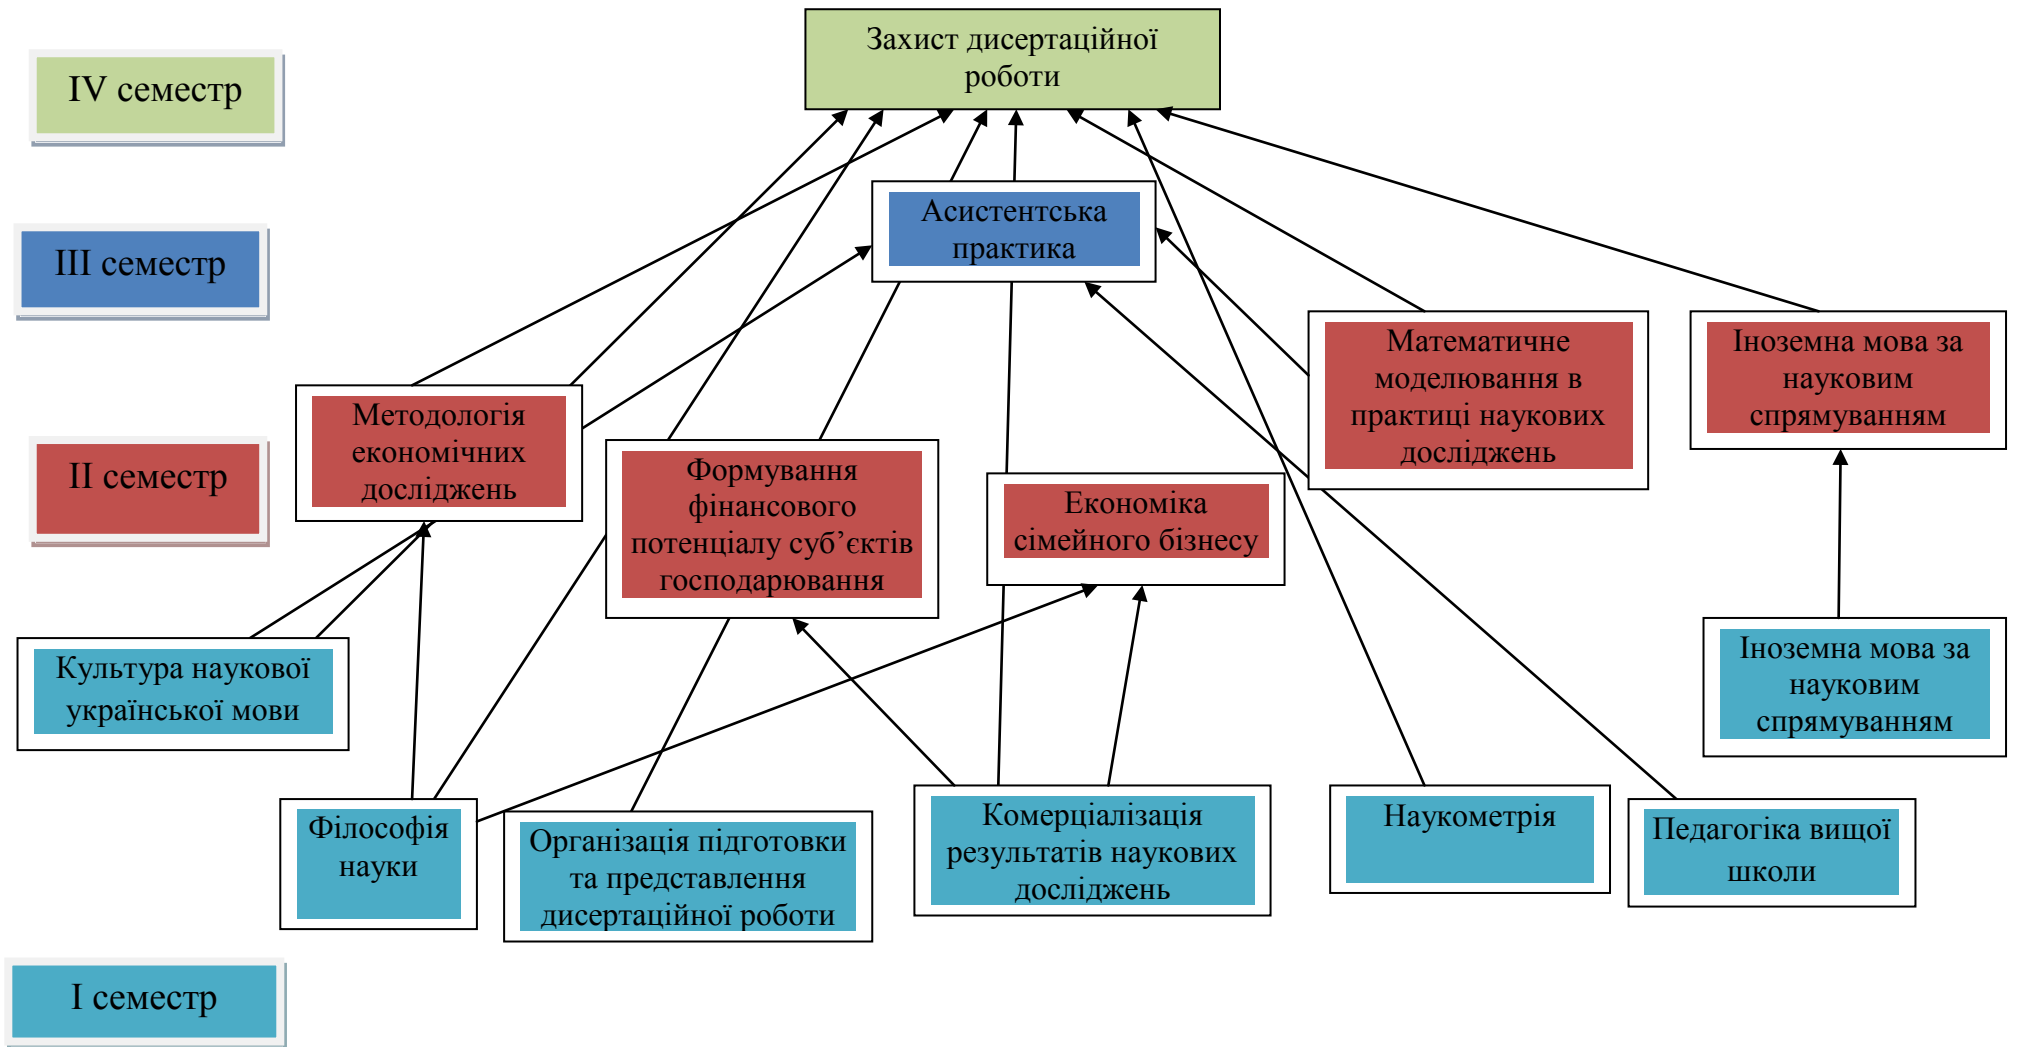 Захист дисертаційної
роботи
IV семестр
Асистентська
практика
III семестр
Методологія
економічних
досліджень
Формування
фінансового
потенціалу суб’єктів
господарювання
Економіка
сімейного бізнесу
Математичне
моделювання в
практиці наукових
досліджень
Іноземна мова за
науковим
спрямуванням
II семестр
Культура наукової
української мови
Іноземна мова за
науковим
спрямуванням
Філософія
науки
Організація підготовки
та представлення
дисертаційної роботи
Комерціалізація
результатів наукових
досліджень
Наукометрія
Педагогіка вищої
школи
I семестр